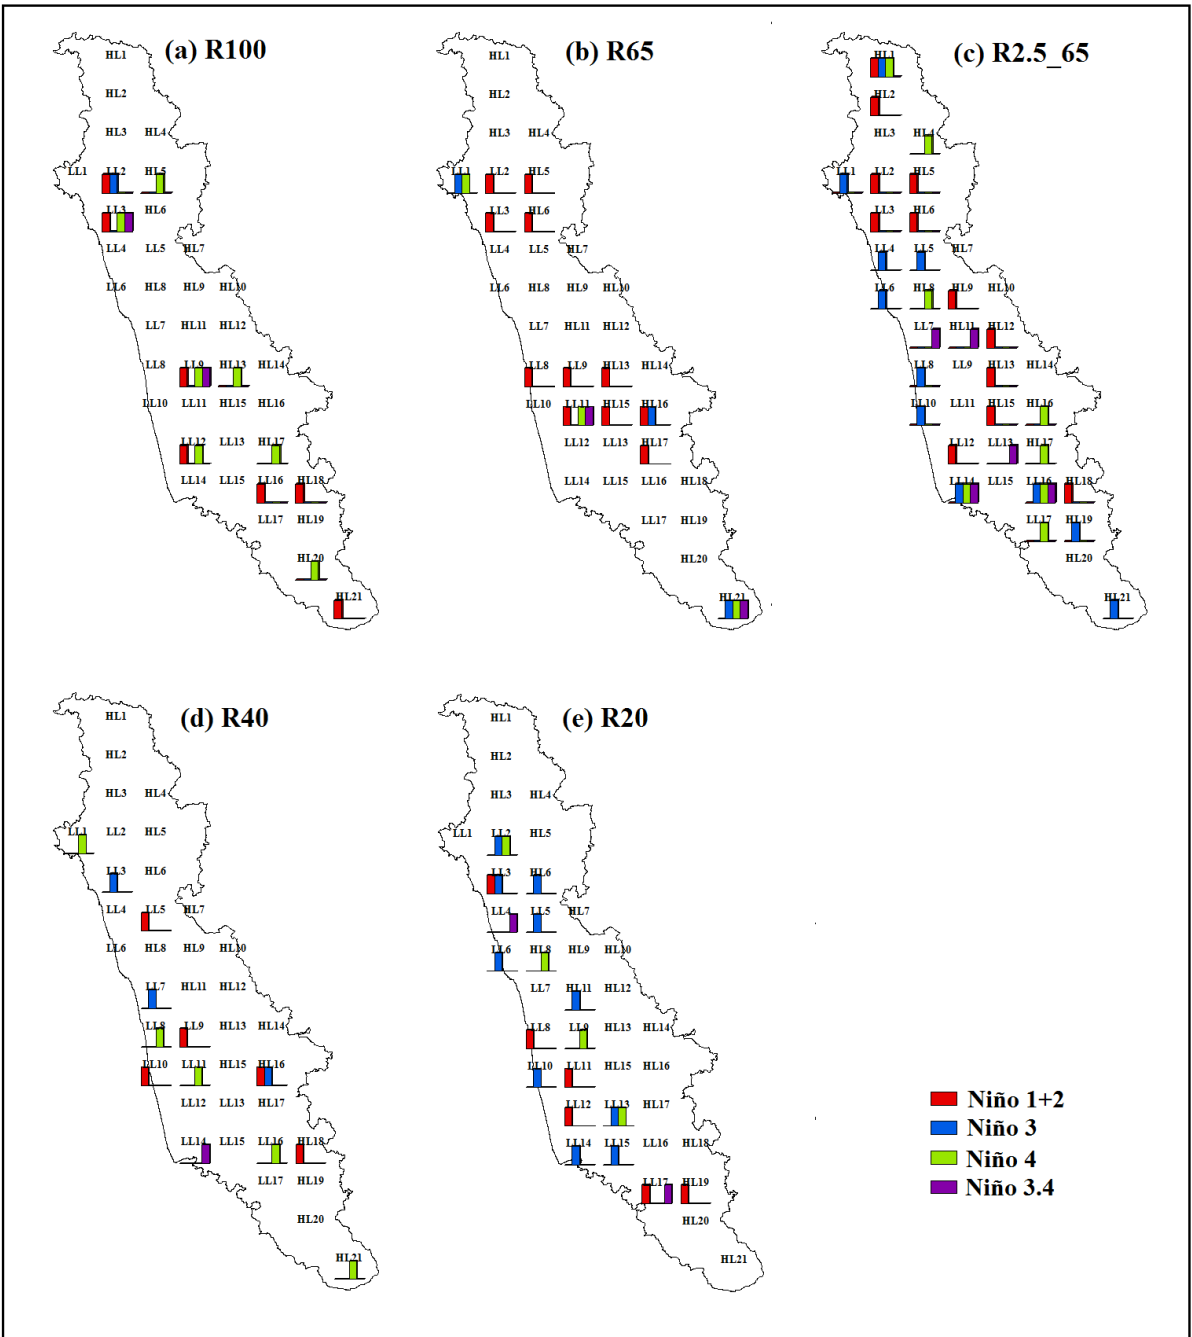 (a) R100
HL1
HL2
HL3 HL4
LL1 LL2 HL5
LL3 HL6
LL4 LL5 HL7
LL6 HL8 HL9 HL10
LL7 HL11 HL12
LL8 LL9 HL13 HL14
LL10 LL11 HL15 HL16
LL12 LL13 HL17
LL14 LL15 LL16 HL18
LL17 HL19
HL20
HL21
(b) R65
HL1
HL2
HL3 HL4
LL1 LL2 HL5
LL3 HL6
LL4 LL5 HL7
LL6 HL8 HL9 HL10
LL7 HL11 HL12
LL8 LL9 HL13 HL14
LL10 LL11 HL15 HL16
LL12 LL13 HL17
LL14 LL15 LL16 HL18
LL17 HL19
HL20
HL21
(c) R2.5_65
HL1
HL2
HL3 HL4
LL1 LL2 HL5
LL3 HL6
LL4 LL5 HL7
LL6 HL8 HL9 HL10
LL7 HL11 HL12
LL8 LL9 HL13 HL14
LL10 LL11 HL15 HL16
LL12 LL13 HL17
LL14 LL15 LL16 HL18
LL17 HL19
HL20
HL21
(d) R40
HL1
HL2
HL3 HL4
LL1 LL2 HL5
LL3 HL6
LL4 LL5 HL7
LL6 HL8 HL9 HL10
LL7 HL11 HL12
LL8 LL9 HL13 HL14
LL10 LL11 HL15 HL16
LL12 LL13 HL17
LL14 LL15 LL16 HL18
LL17 HL19
HL20
HL21
(e) R20
HL1
HL2
HL3 HL4
LL1 LL2 HL5
LL3 HL6
LL4 LL5 HL7
LL6 HL8 HL9 HL10
LL7 HL11 HL12
LL8 LL9 HL13 HL14
LL10 LL11 HL15 HL16
LL12 LL13 HL17
LL14 LL15 LL16 HL18
LL17 HL19
HL20
HL21
Niño 1+2
Niño 3
Niño 4
Niño 3.4